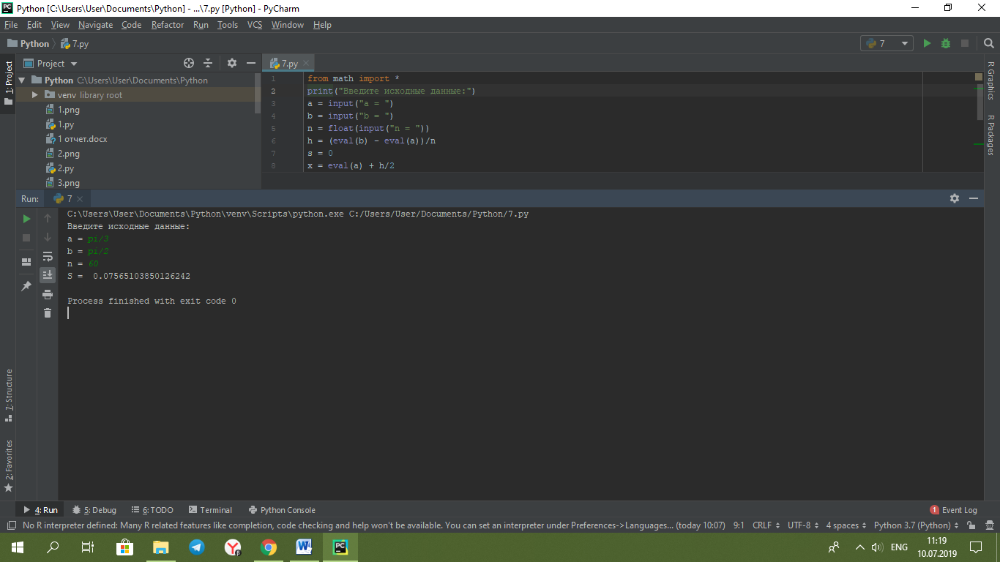 Python [C:\Users\User\Documents\Python] - ...\7.py [Python] - PyCharm
File Edit View Navigate Code Refactor Run Tools VCS Window Help
Python 7.py
7
1: Project
Project
7.py
Python C:\Users\User\Documents\Python
venv library root
1.png
1.py
1 отчет.docx
2.png
2.py
3.png
1 from math import *
2 print("Введите исходные данные:")
3 a = input("a = ")
4 b = input("b = ")
5 n = float(input("n = "))
6 h = (eval(b) - eval(a))/n
7 s = 0
8 x = eval(a) + h/2
R Graphics
R Packages
Run: 7
C:\Users\User\Documents\Python\venv\Scripts\python.exe C:/Users/User/Documents/Python/7.py
Введите исходные данные:
a = pi/3
b = pi/2
n = 60
S =  0.07565103850126242
Process finished with exit code 0
7: Structure
2: Favorites
4: Run 5: Debug 6: TODO Terminal Python Console 1 Event Log
No R interpreter defined: Many R related features like completion, code checking and help won't be available. You can set an interpreter under Preferences->Languages... (today 10:07) 9:1 CRLF UTF-8 4 spaces Python 3.7 (Python)
ENG
11:19
10.07.2019